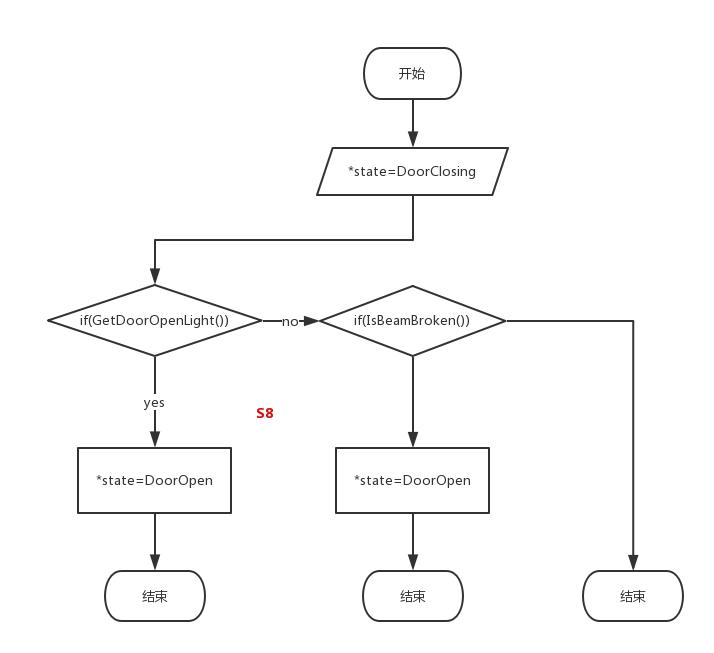 开始
*state=DoorClosing
if(GetDoorOpenLight())
no
if(IsBeamBroken())
yes
S8
*state=DoorOpen
*state=DoorOpen
结束
结束
结束